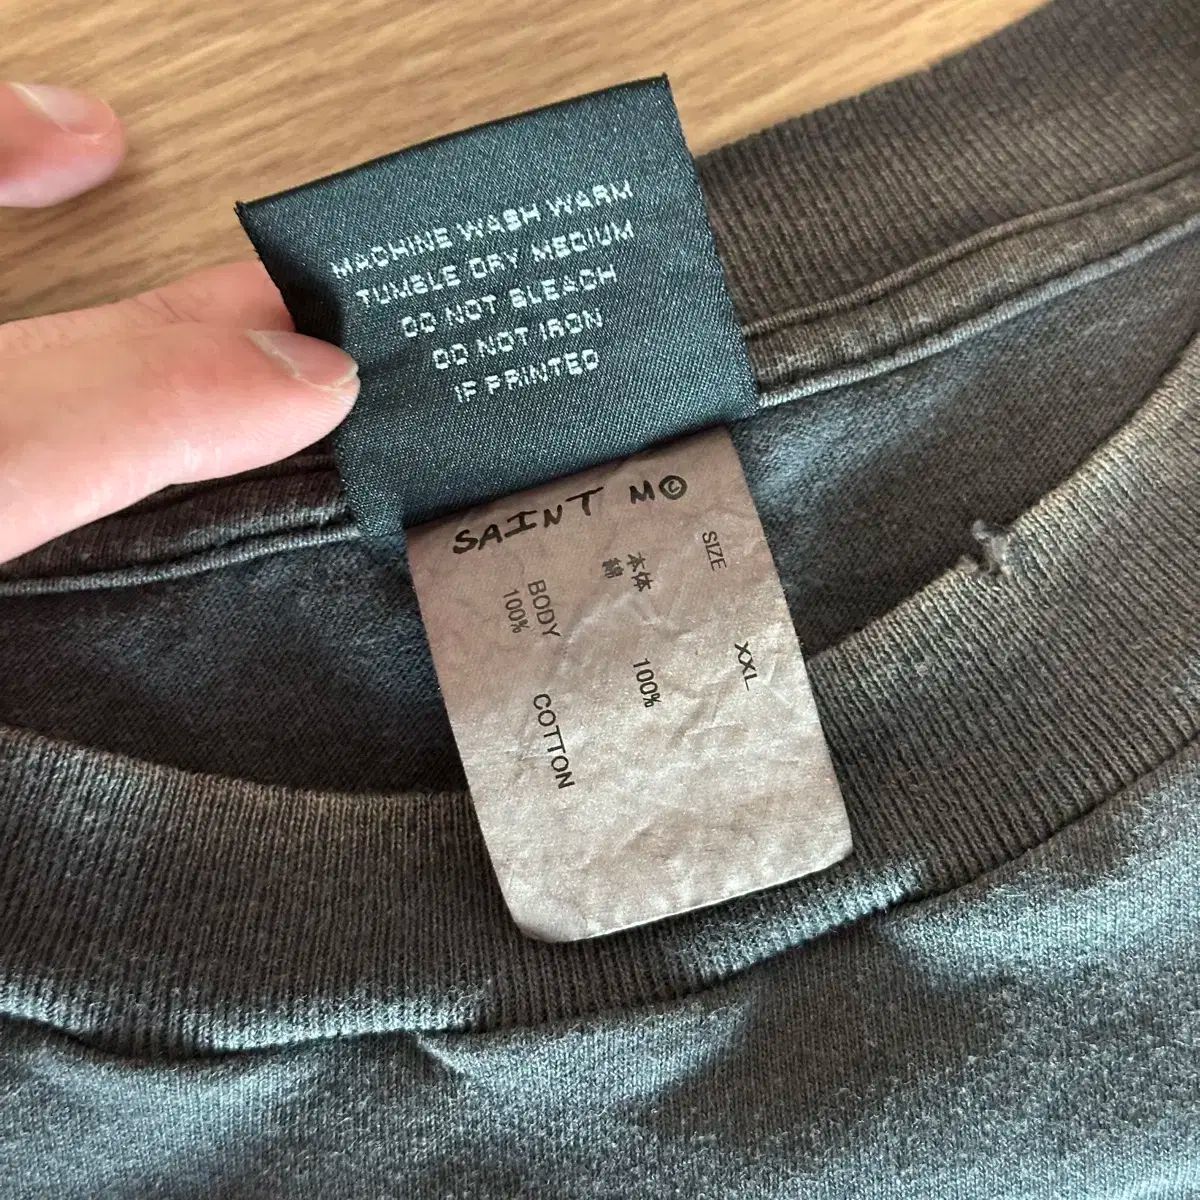 MACHINE WASH WARM
TUMBLE DRY MEDIUM
DO NOT BLEACH
DO NOT IRON
IF PRINTED
SAINT M©
SIZE XXL
本体
綿 100%
BODY
100% COTTON